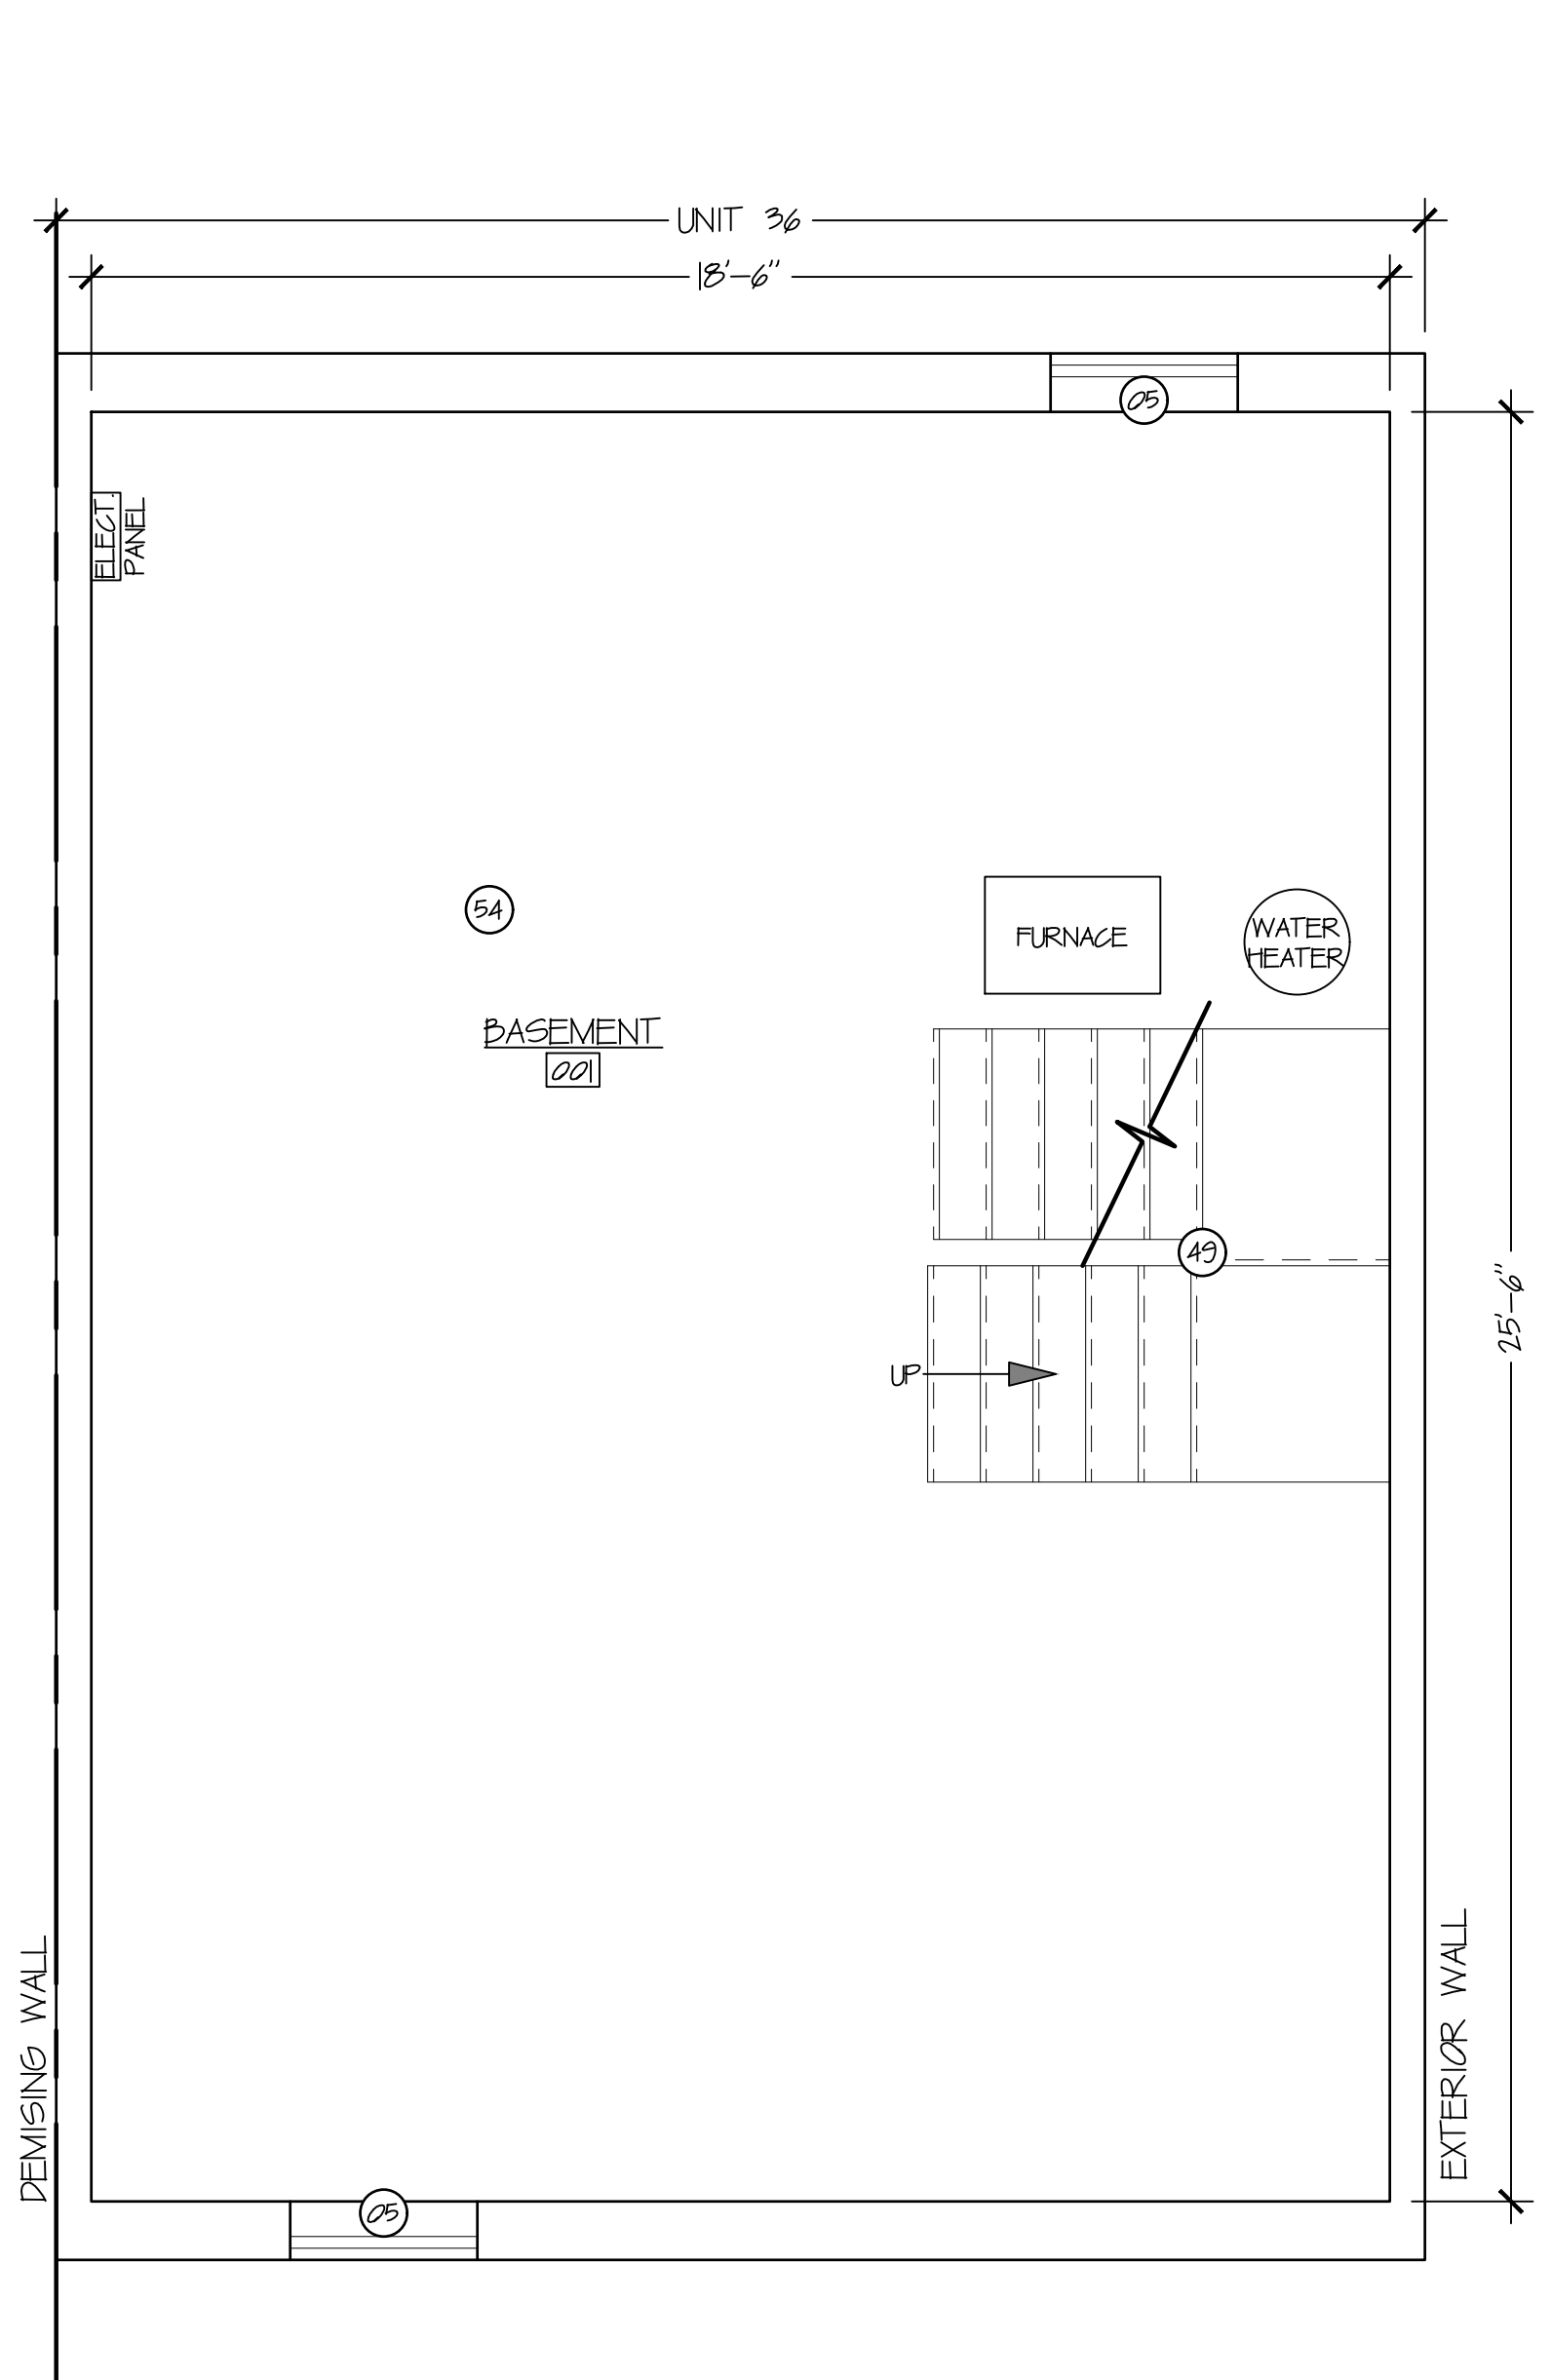 UNIT 36
18'-6"
05
ELECT.
PANEL
54
FURNACE
WATER
HEATER
BASEMENT
001
49
25'-6"
UP
DEMISING WALL
EXTERIOR WALL
05